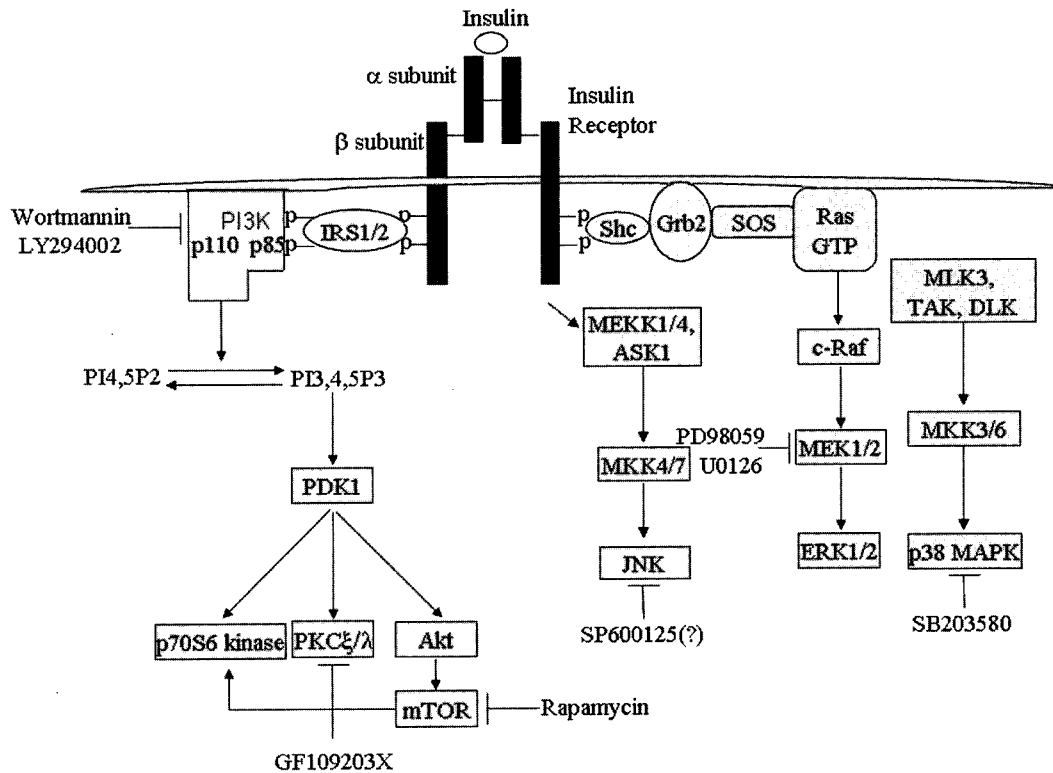 Insulin
α subunit
Insulin
Receptor
β subunit
Wortmannin
LY294002
PI3K
p110 p85
p
p
IRS1/2
p
p
p
p
Shc
Grb2
SOS
Ras
GTP
MLK3,
TAK, DLK
MEKK1/4,
ASK1
c-Raf
PI4,5P2
PI3,4,5P3
PD98059
U0126
MKK4/7
MEK1/2
MKK3/6
PDK1
JNK
ERK1/2
p38 MAPK
SP600125(?)
SB203580
p70S6 kinase
PKCξ/λ
Akt
mTOR
Rapamycin
GF109203X